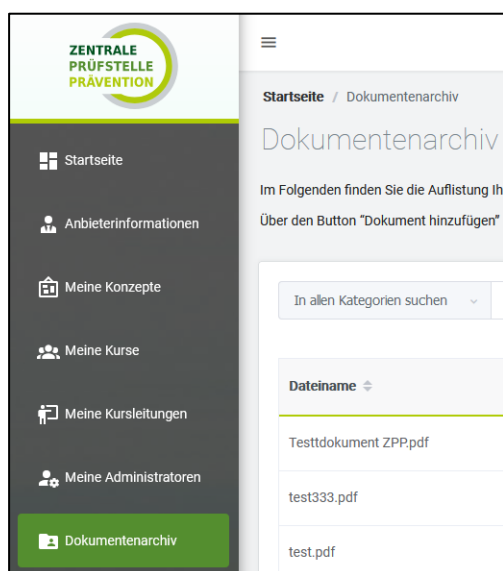 ZENTRALE
PRÜFSTELLE
PRÄVENTION
Startseite
Anbieterinformationen
Meine Konzepte
Meine Kurse
Meine Kursleitungen
Meine Administratoren
Dokumentenarchiv
Startseite / Dokumentenarchiv
Dokumentenarchiv
Im Folgenden finden Sie die Auflistung Ih
Über den Button "Dokument hinzufügen"
In allen Kategorien suchen
Dateiname
Testtdokument ZPP.pdf
test333.pdf
test.pdf